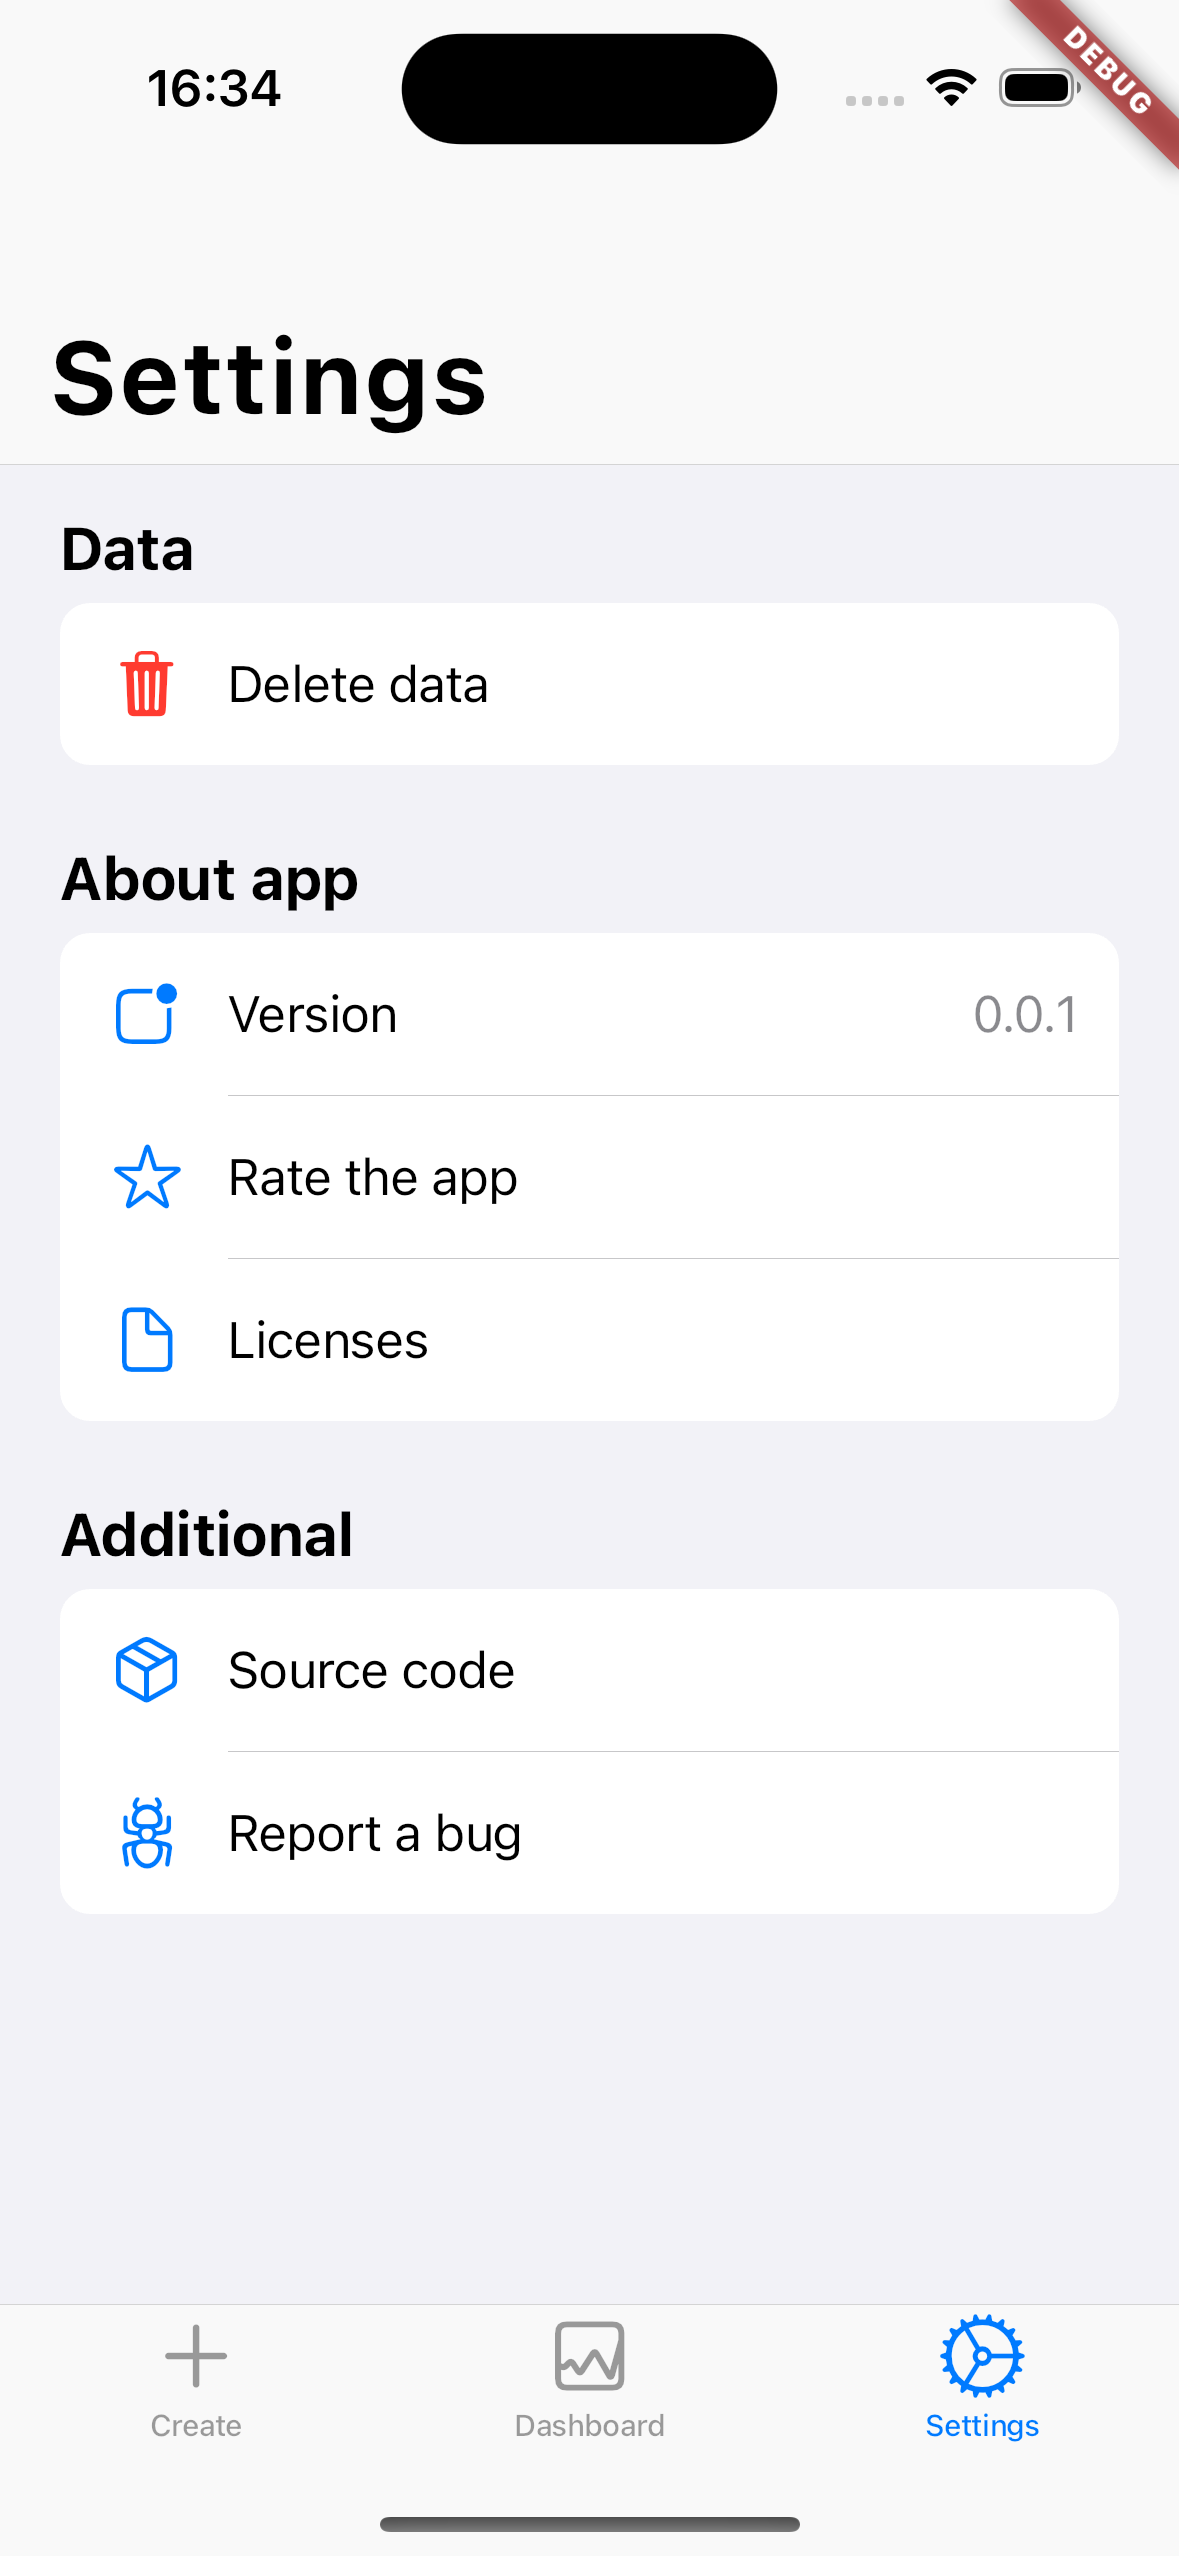 16:34
DEBUG
Settings
Data
Delete data
About app
Version 0.0.1
Rate the app
Licenses
Additional
Source code
Report a bug
Create Dashboard Settings